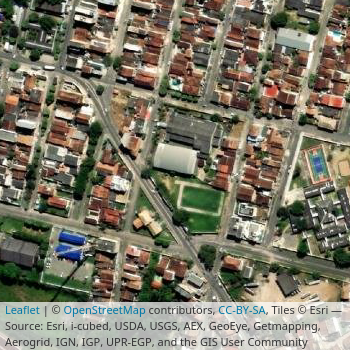 Leaflet | © OpenStreetMap contributors, CC-BY-SA, Tiles © Esri —
Source: Esri, i-cubed, USDA, USGS, AEX, GeoEye, Getmapping,
Aerogrid, IGN, IGP, UPR-EGP, and the GIS User Community